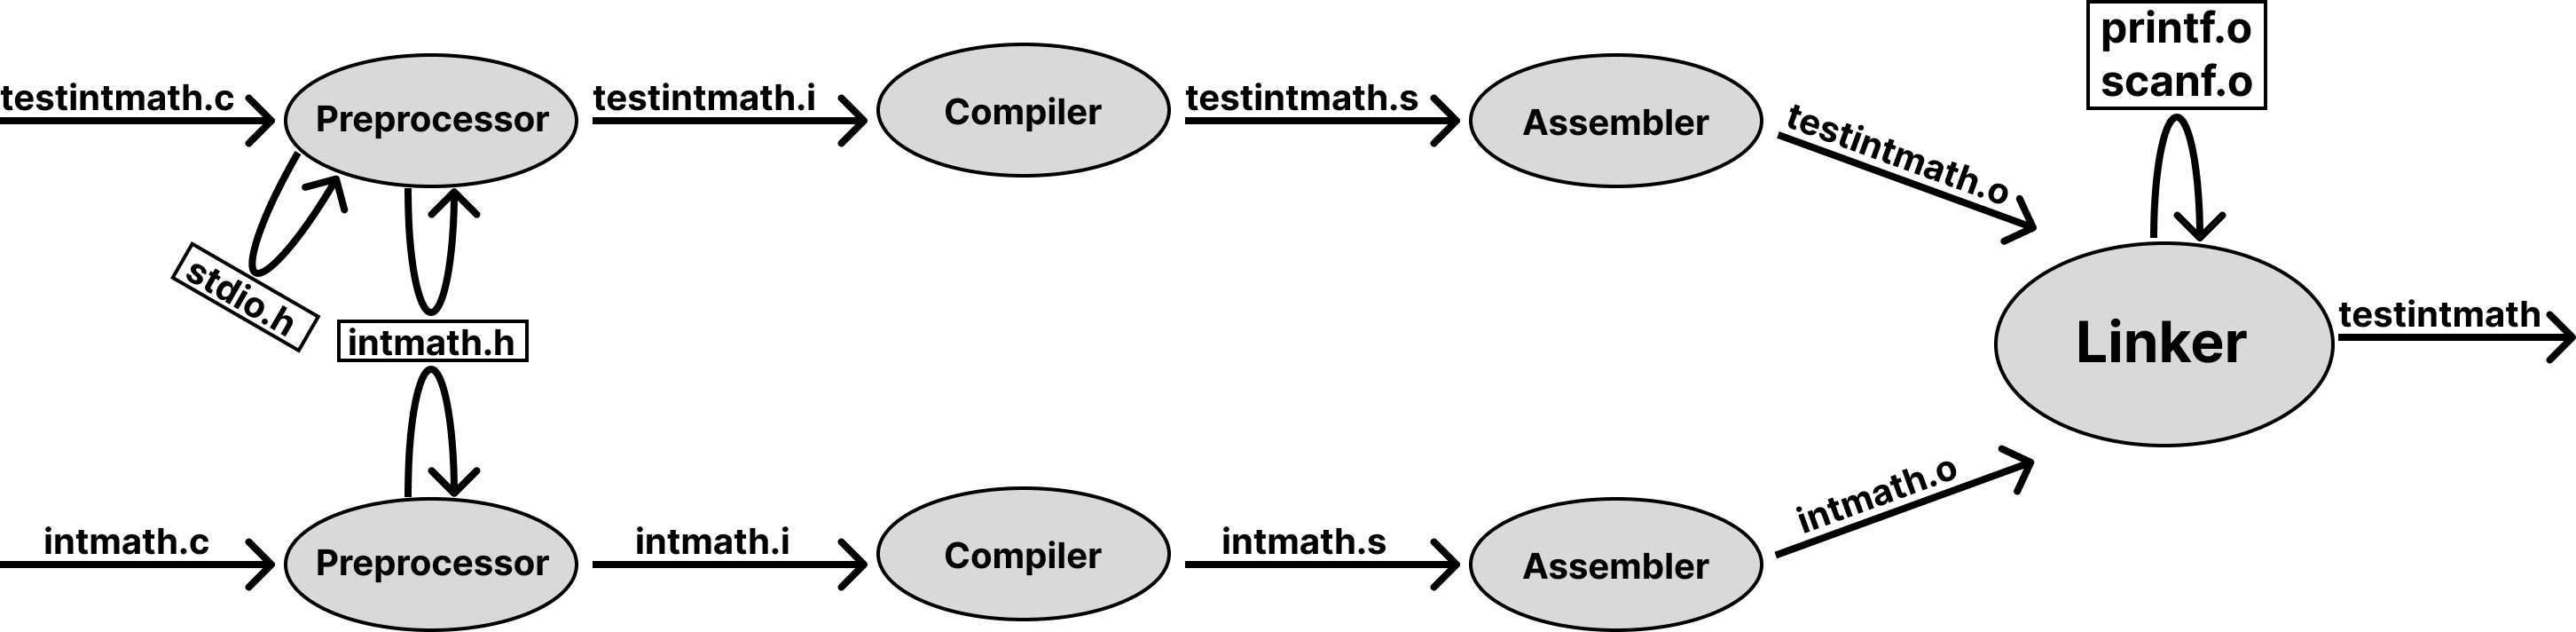 testintmath.c
Preprocessor
testintmath.i
Compiler
testintmath.s
Assembler
testintmath.o
printf.o
scanf.o
stdio.h
intmath.h
Linker
testintmath
intmath.c
Preprocessor
intmath.i
Compiler
intmath.s
Assembler
intmath.o